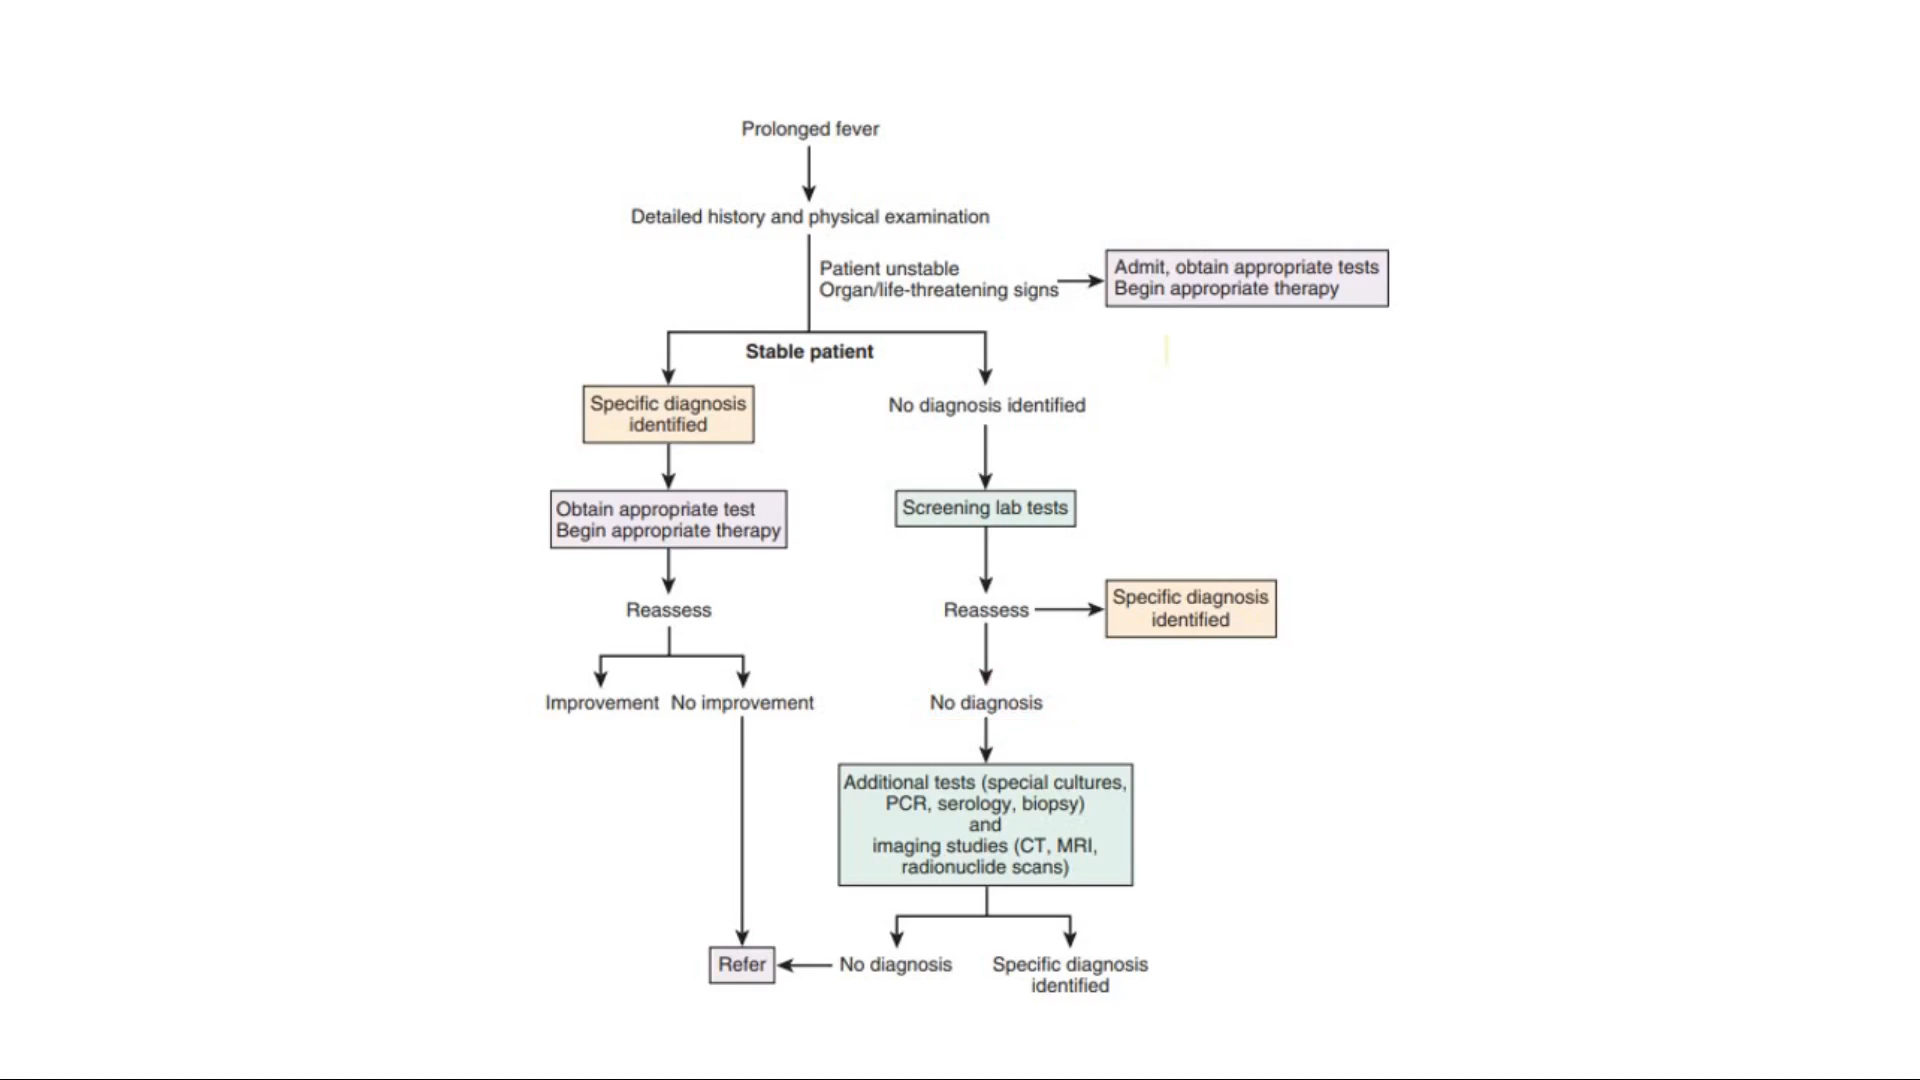 Prolonged fever
Detailed history and physical examination
Patient unstable
Organ/life-threatening signs
Admit, obtain appropriate tests
Begin appropriate therapy
Stable patient
Specific diagnosis
identified
No diagnosis identified
Obtain appropriate test
Begin appropriate therapy
Screening lab tests
Reassess
Reassess
Specific diagnosis
identified
Improvement
No improvement
No diagnosis
Additional tests (special cultures,
PCR, serology, biopsy)
and
imaging studies (CT, MRI,
radionuclide scans)
Refer
No diagnosis
Specific diagnosis
identified